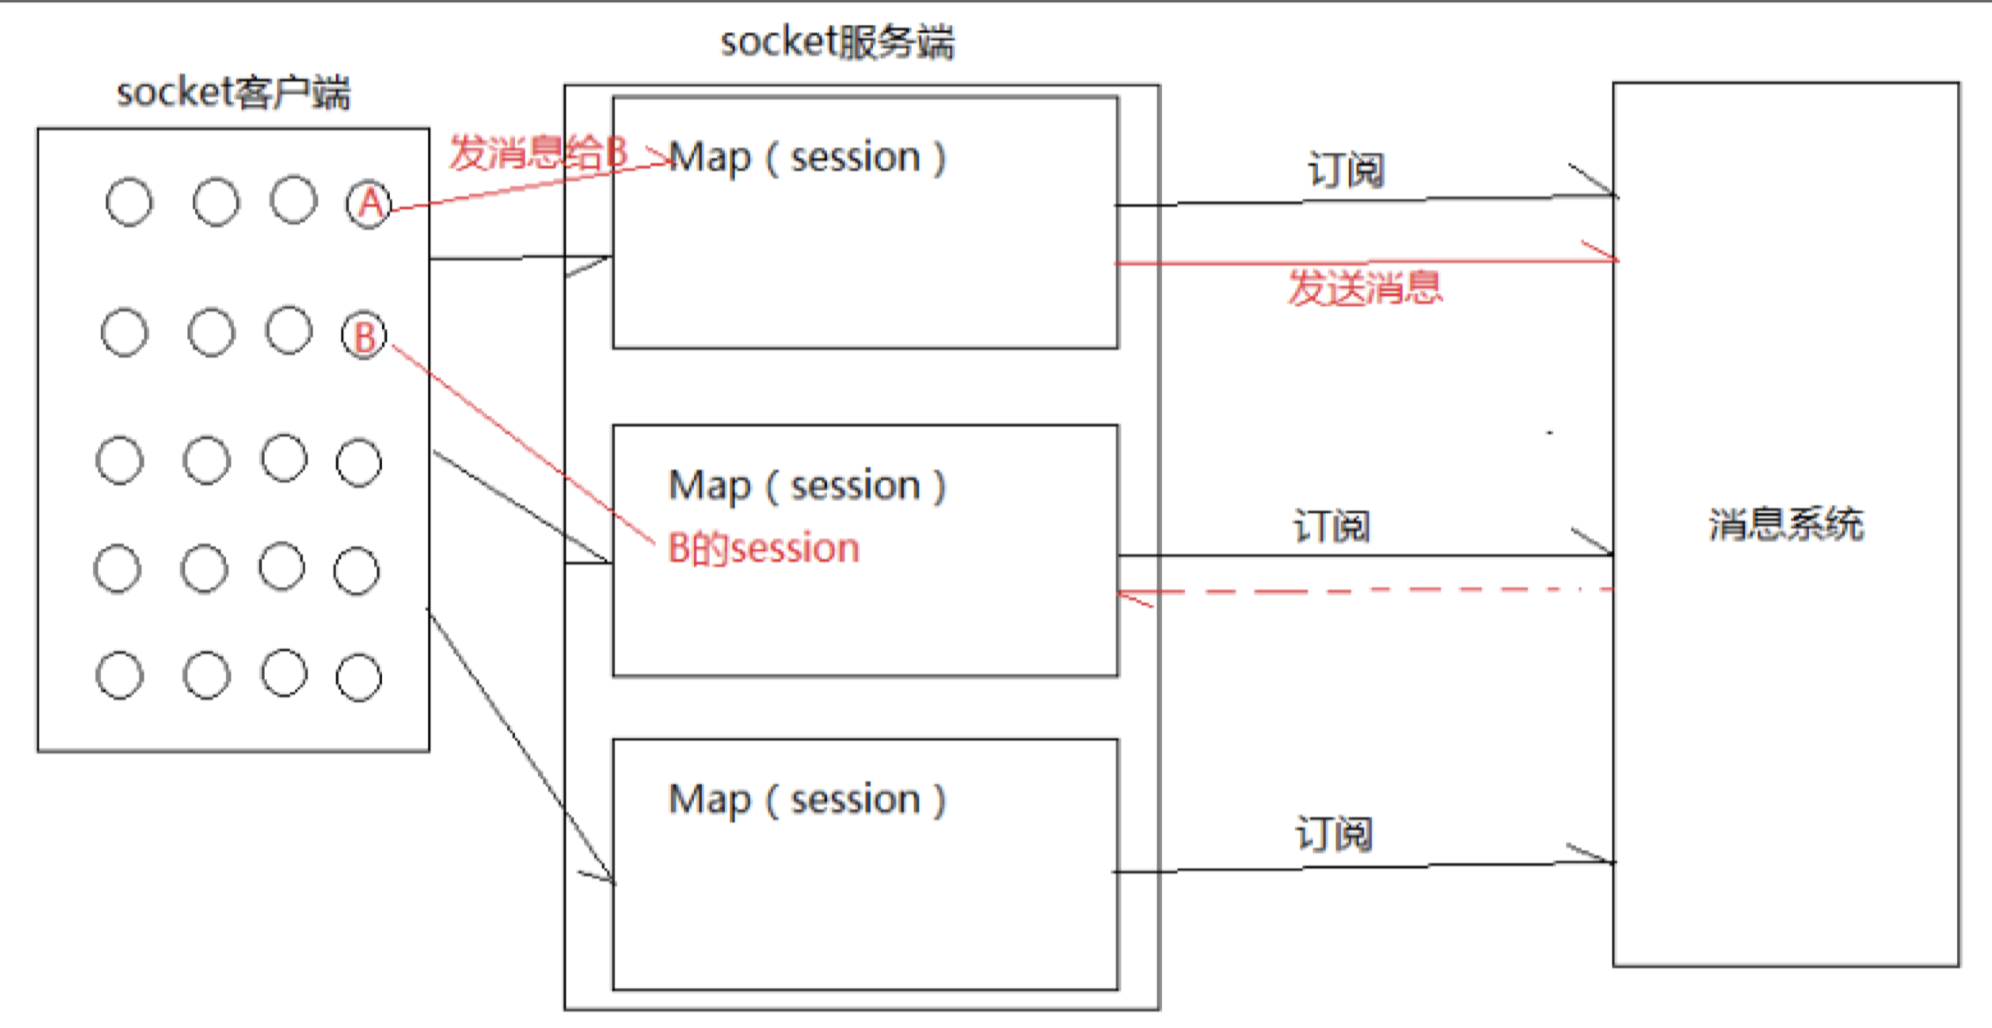 socket服务端
socket客户端
发消息给B
Map（session）
A
订阅
发送消息
B
Map（session）
B的session
订阅
消息系统
Map（session）
订阅